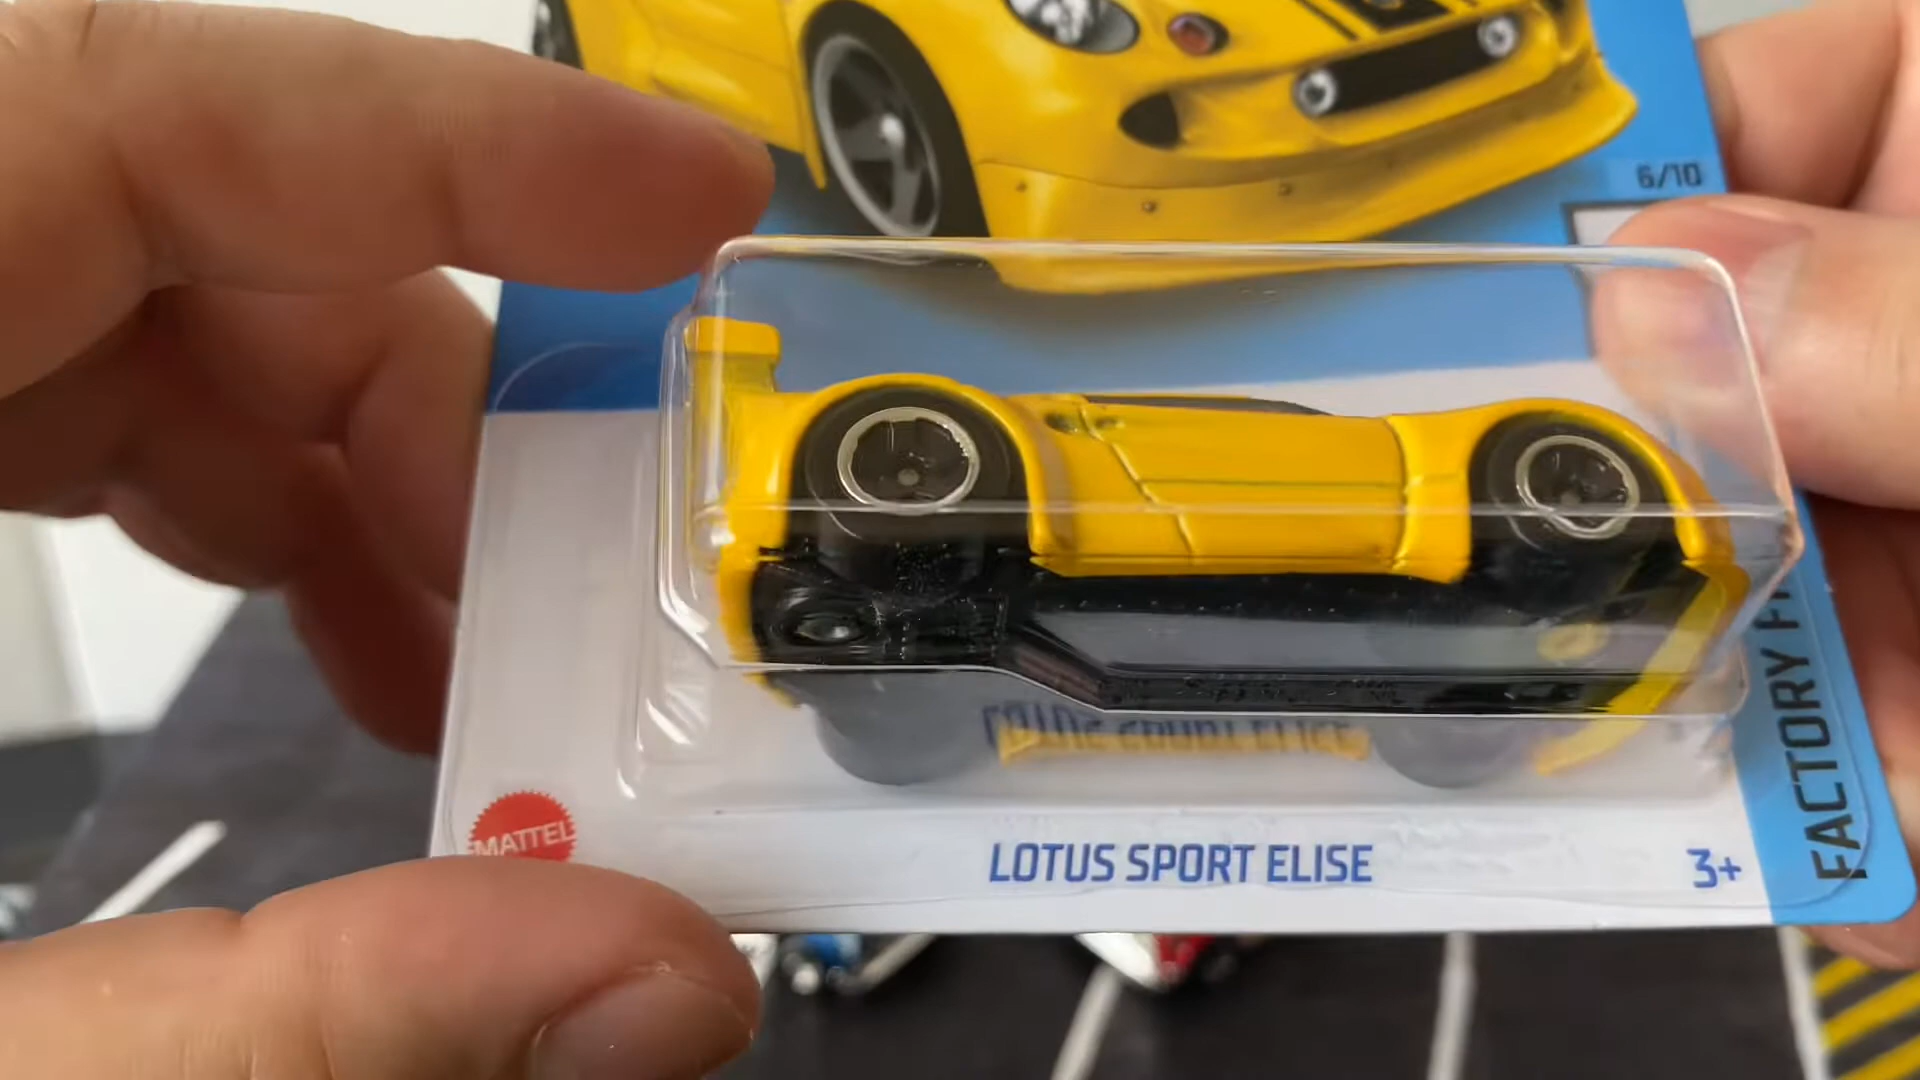 6/10
MATTEL
LOTUS SPORT ELISE
3+
FACTORY